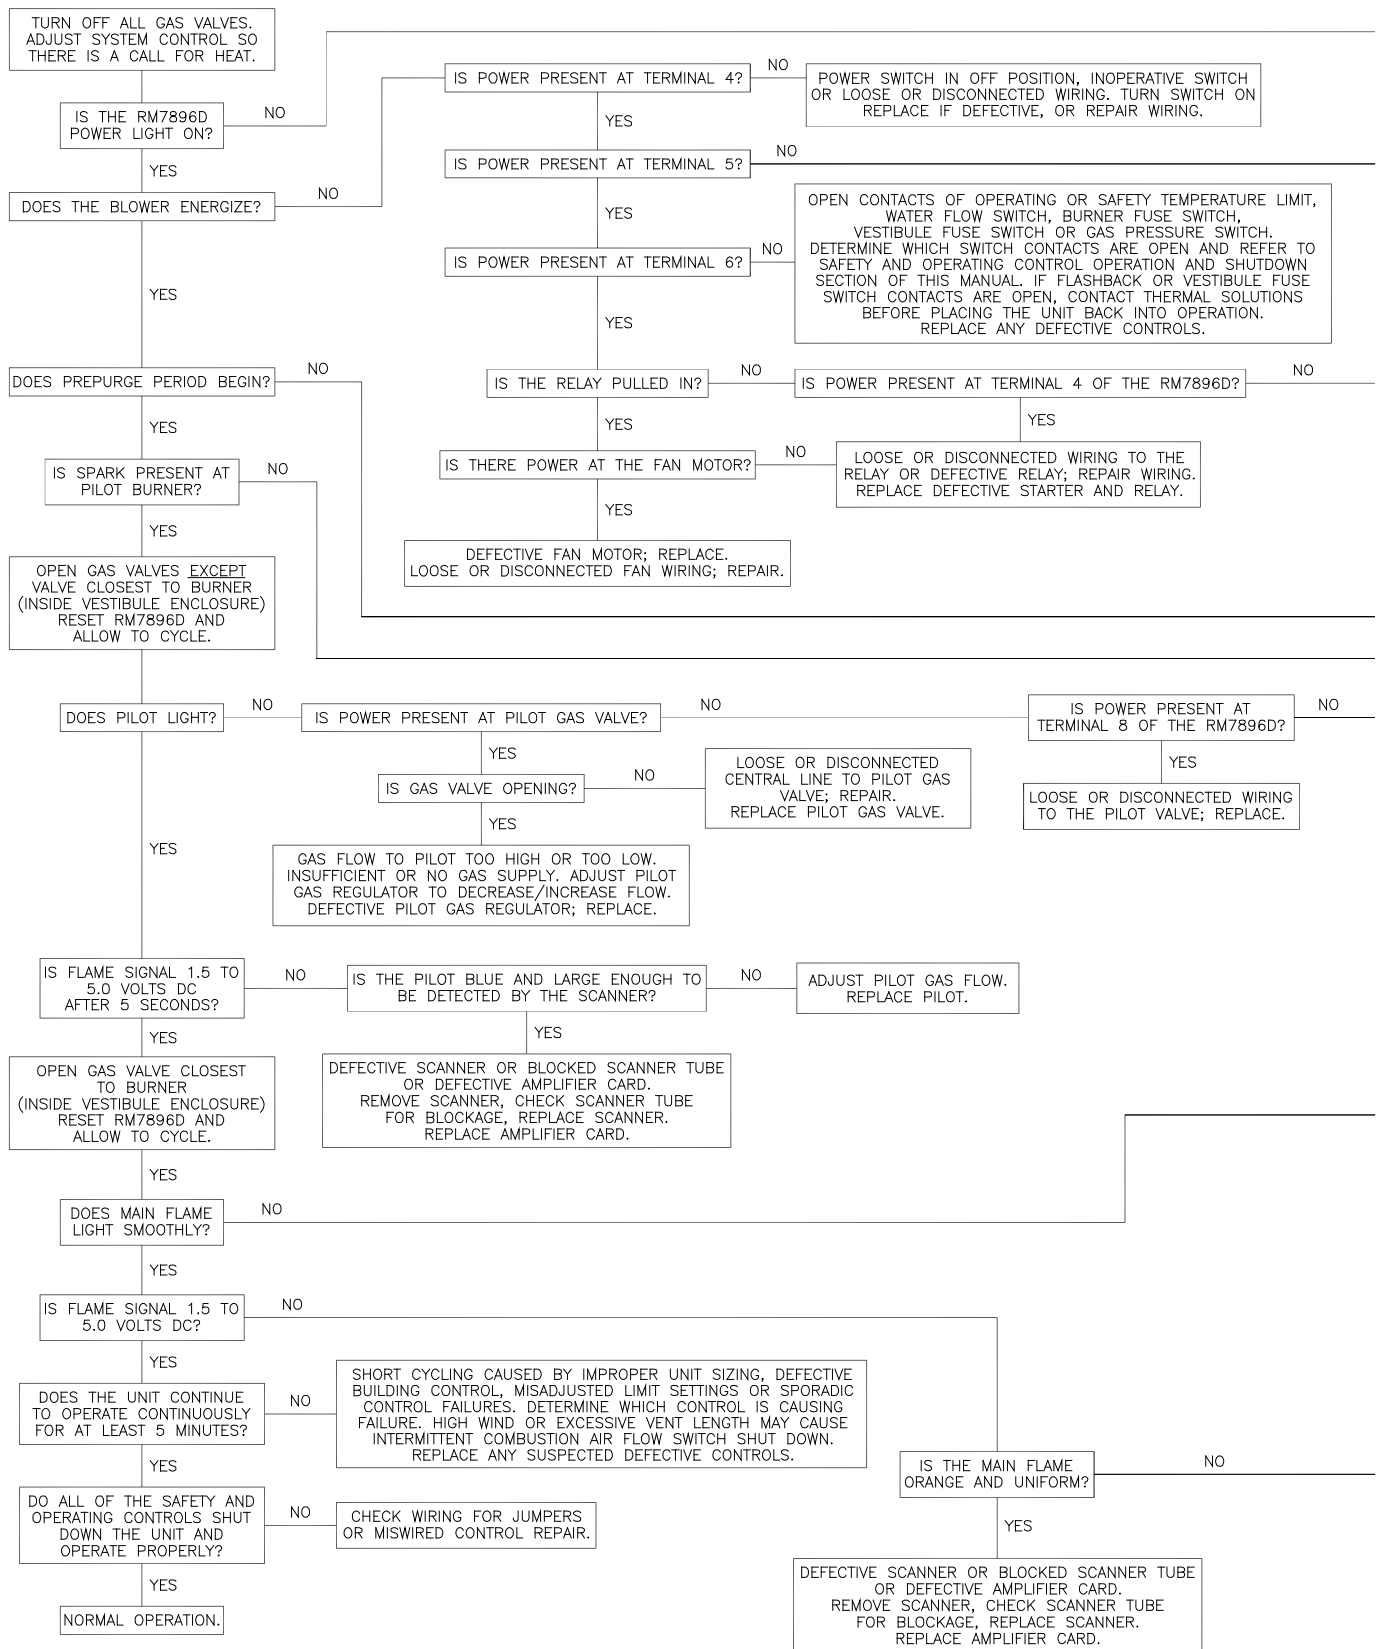 TURN OFF ALL GAS VALVES.
ADJUST SYSTEM CONTROL SO
THERE IS A CALL FOR HEAT.
IS THE RM7896D
POWER LIGHT ON?
NO
YES
DOES THE BLOWER ENERGIZE?
NO
YES
IS POWER PRESENT AT TERMINAL 4?
NO
POWER SWITCH IN OFF POSITION, INOPERATIVE SWITCH
OR LOOSE OR DISCONNECTED WIRING. TURN SWITCH ON
REPLACE IF DEFECTIVE, OR REPAIR WIRING.
YES
IS POWER PRESENT AT TERMINAL 5?
NO
YES
IS POWER PRESENT AT TERMINAL 6?
NO
OPEN CONTACTS OF OPERATING OR SAFETY TEMPERATURE LIMIT,
WATER FLOW SWITCH, BURNER FUSE SWITCH,
VESTIBULE FUSE SWITCH OR GAS PRESSURE SWITCH.
DETERMINE WHICH SWITCH CONTACTS ARE OPEN AND REFER TO
SAFETY AND OPERATING CONTROL OPERATION AND SHUTDOWN
SECTION OF THIS MANUAL. IF FLASHBACK OR VESTIBULE FUSE
SWITCH CONTACTS ARE OPEN, CONTACT THERMAL SOLUTIONS
BEFORE PLACING THE UNIT BACK INTO OPERATION.
REPLACE ANY DEFECTIVE CONTROLS.
YES
IS THE RELAY PULLED IN?
NO
IS POWER PRESENT AT TERMINAL 4 OF THE RM7896D?
NO
YES
YES
LOOSE OR DISCONNECTED WIRING TO THE
RELAY OR DEFECTIVE RELAY; REPAIR WIRING.
REPLACE DEFECTIVE STARTER AND RELAY.
IS THERE POWER AT THE FAN MOTOR?
NO
YES
DEFECTIVE FAN MOTOR; REPLACE.
LOOSE OR DISCONNECTED FAN WIRING; REPAIR.
DOES PREPURGE PERIOD BEGIN?
NO
YES
IS SPARK PRESENT AT
PILOT BURNER?
NO
YES
OPEN GAS VALVES EXCEPT
VALVE CLOSEST TO BURNER
(INSIDE VESTIBULE ENCLOSURE)
RESET RM7896D AND
ALLOW TO CYCLE.
DOES PILOT LIGHT?
NO
IS POWER PRESENT AT PILOT GAS VALVE?
NO
IS POWER PRESENT AT
TERMINAL 8 OF THE RM7896D?
NO
YES
LOOSE OR DISCONNECTED WIRING
TO THE PILOT VALVE; REPLACE.
YES
IS GAS VALVE OPENING?
NO
LOOSE OR DISCONNECTED
CENTRAL LINE TO PILOT GAS
VALVE; REPAIR.
REPLACE PILOT GAS VALVE.
YES
GAS FLOW TO PILOT TOO HIGH OR TOO LOW.
INSUFFICIENT OR NO GAS SUPPLY. ADJUST PILOT
GAS REGULATOR TO DECREASE/INCREASE FLOW.
DEFECTIVE PILOT GAS REGULATOR; REPLACE.
YES
IS FLAME SIGNAL 1.5 TO
5.0 VOLTS DC
AFTER 5 SECONDS?
NO
IS THE PILOT BLUE AND LARGE ENOUGH TO
BE DETECTED BY THE SCANNER?
NO
ADJUST PILOT GAS FLOW.
REPLACE PILOT.
YES
DEFECTIVE SCANNER OR BLOCKED SCANNER TUBE
OR DEFECTIVE AMPLIFIER CARD.
REMOVE SCANNER, CHECK SCANNER TUBE
FOR BLOCKAGE, REPLACE SCANNER.
REPLACE AMPLIFIER CARD.
YES
OPEN GAS VALVE CLOSEST
TO BURNER
(INSIDE VESTIBULE ENCLOSURE)
RESET RM7896D AND
ALLOW TO CYCLE.
YES
DOES MAIN FLAME
LIGHT SMOOTHLY?
NO
YES
IS FLAME SIGNAL 1.5 TO
5.0 VOLTS DC?
NO
YES
DOES THE UNIT CONTINUE
TO OPERATE CONTINUOUSLY
FOR AT LEAST 5 MINUTES?
NO
SHORT CYCLING CAUSED BY IMPROPER UNIT SIZING, DEFECTIVE
BUILDING CONTROL, MISADJUSTED LIMIT SETTINGS OR SPORADIC
CONTROL FAILURES. DETERMINE WHICH CONTROL IS CAUSING
FAILURE. HIGH WIND OR EXCESSIVE VENT LENGTH MAY CAUSE
INTERMITTENT COMBUSTION AIR FLOW SWITCH SHUT DOWN.
REPLACE ANY SUSPECTED DEFECTIVE CONTROLS.
YES
DO ALL OF THE SAFETY AND
OPERATING CONTROLS SHUT
DOWN THE UNIT AND
OPERATE PROPERLY?
NO
CHECK WIRING FOR JUMPERS
OR MISWIRED CONTROL REPAIR.
YES
NORMAL OPERATION.
IS THE MAIN FLAME
ORANGE AND UNIFORM?
NO
YES
DEFECTIVE SCANNER OR BLOCKED SCANNER TUBE
OR DEFECTIVE AMPLIFIER CARD.
REMOVE SCANNER, CHECK SCANNER TUBE
FOR BLOCKAGE, REPLACE SCANNER.
REPLACE AMPLIFIER CARD.